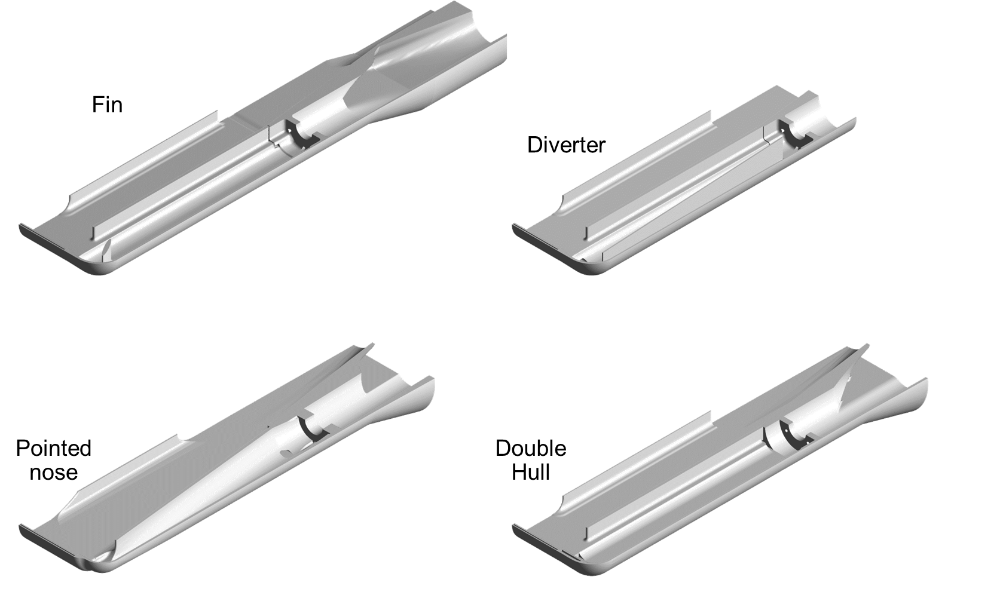 Fin
Diverter
Pointed
nose
Double
Hull